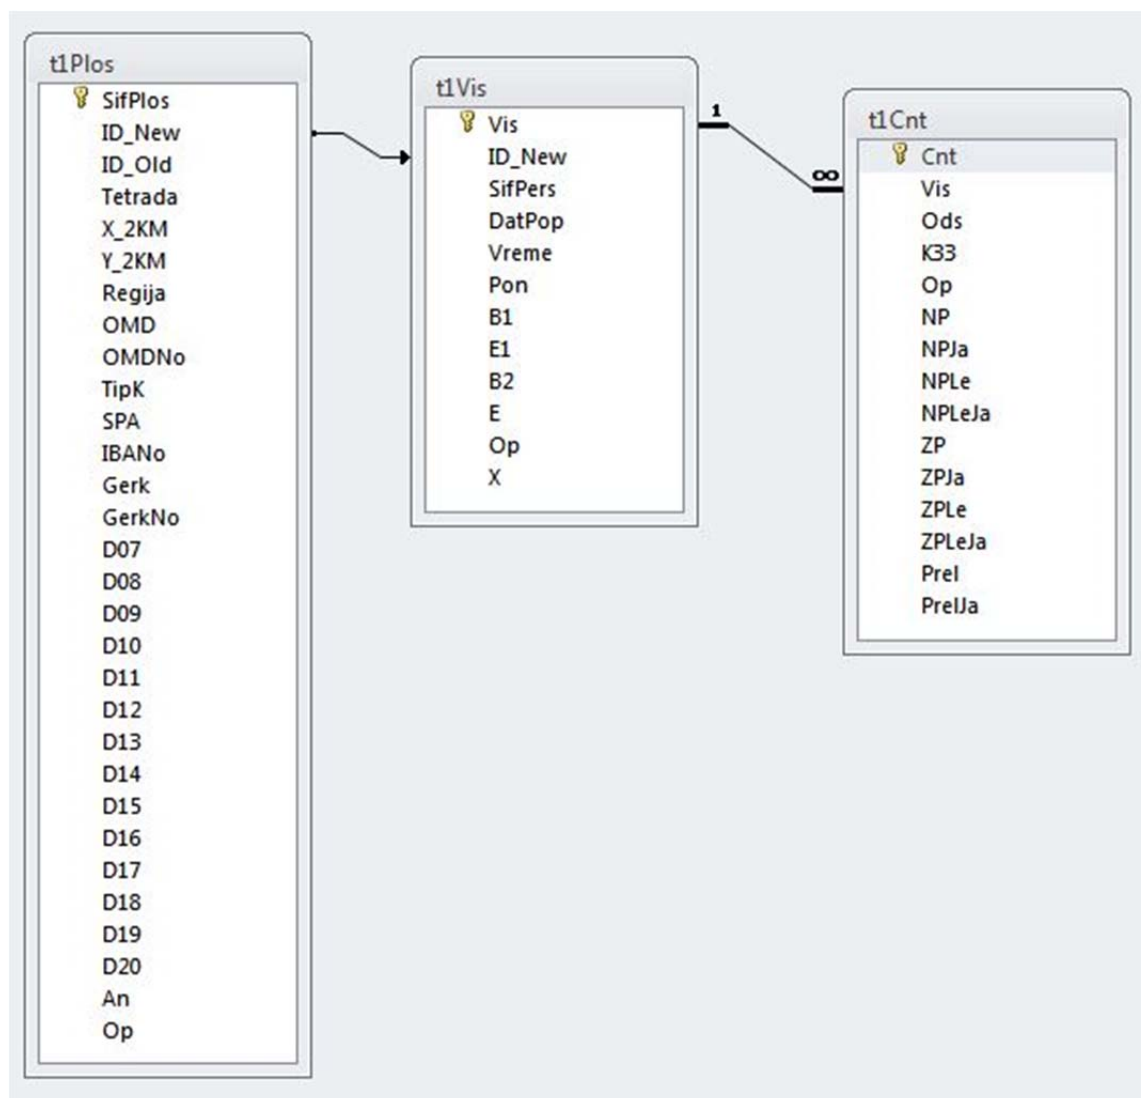 t1Plos
SifPlos
ID_New
ID_Old
Tetrada
X_2KM
Y_2KM
Regija
OMD
OMDNo
TipK
SPA
IBANo
Gerk
GerkNo
D07
D08
D09
D10
D11
D12
D13
D14
D15
D16
D17
D18
D19
D20
An
Op
t1Vis
Vis
ID_New
SifPers
DatPop
Vreme
Pon
B1
E1
B2
E
Op
X
1
∞
t1Cnt
Cnt
Vis
Ods
K33
Op
NP
NPJa
NPLe
NPLeJa
ZP
ZPJa
ZPLe
ZPLeJa
Prel
PrelJa